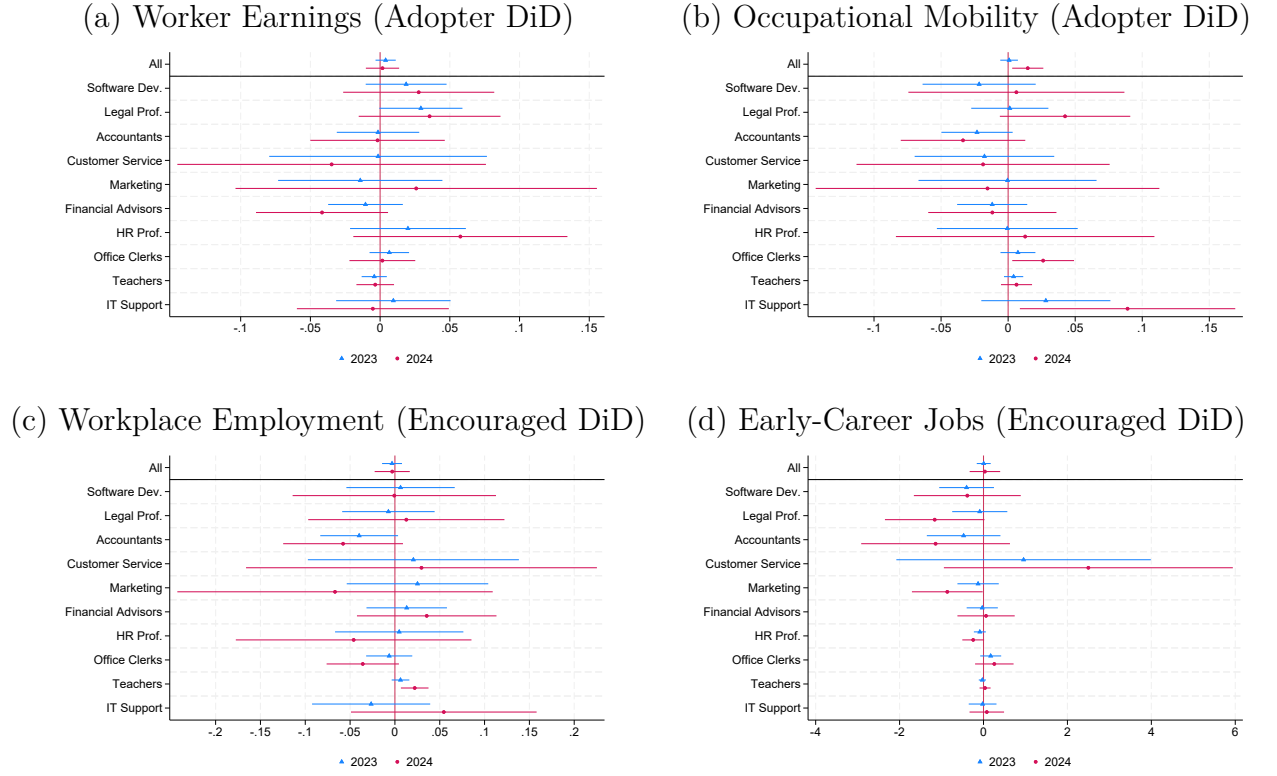 (a) Worker Earnings (Adopter DiD)
All
Software Dev.
Legal Prof.
Accountants
Customer Service
Marketing
Financial Advisors
HR Prof.
Office Clerks
Teachers
IT Support
-.1 -.05 0 .05 .1 .15
2023 2024
(b) Occupational Mobility (Adopter DiD)
All
Software Dev.
Legal Prof.
Accountants
Customer Service
Marketing
Financial Advisors
HR Prof.
Office Clerks
Teachers
IT Support
-.1 -.05 0 .05 .1 .15
2023 2024
(c) Workplace Employment (Encouraged DiD)
All
Software Dev.
Legal Prof.
Accountants
Customer Service
Marketing
Financial Advisors
HR Prof.
Office Clerks
Teachers
IT Support
-.2 -.15 -.1 -.05 0 .05 .1 .15 .2
2023 2024
(d) Early-Career Jobs (Encouraged DiD)
All
Software Dev.
Legal Prof.
Accountants
Customer Service
Marketing
Financial Advisors
HR Prof.
Office Clerks
Teachers
IT Support
-4 -2 0 2 4 6
2023 2024